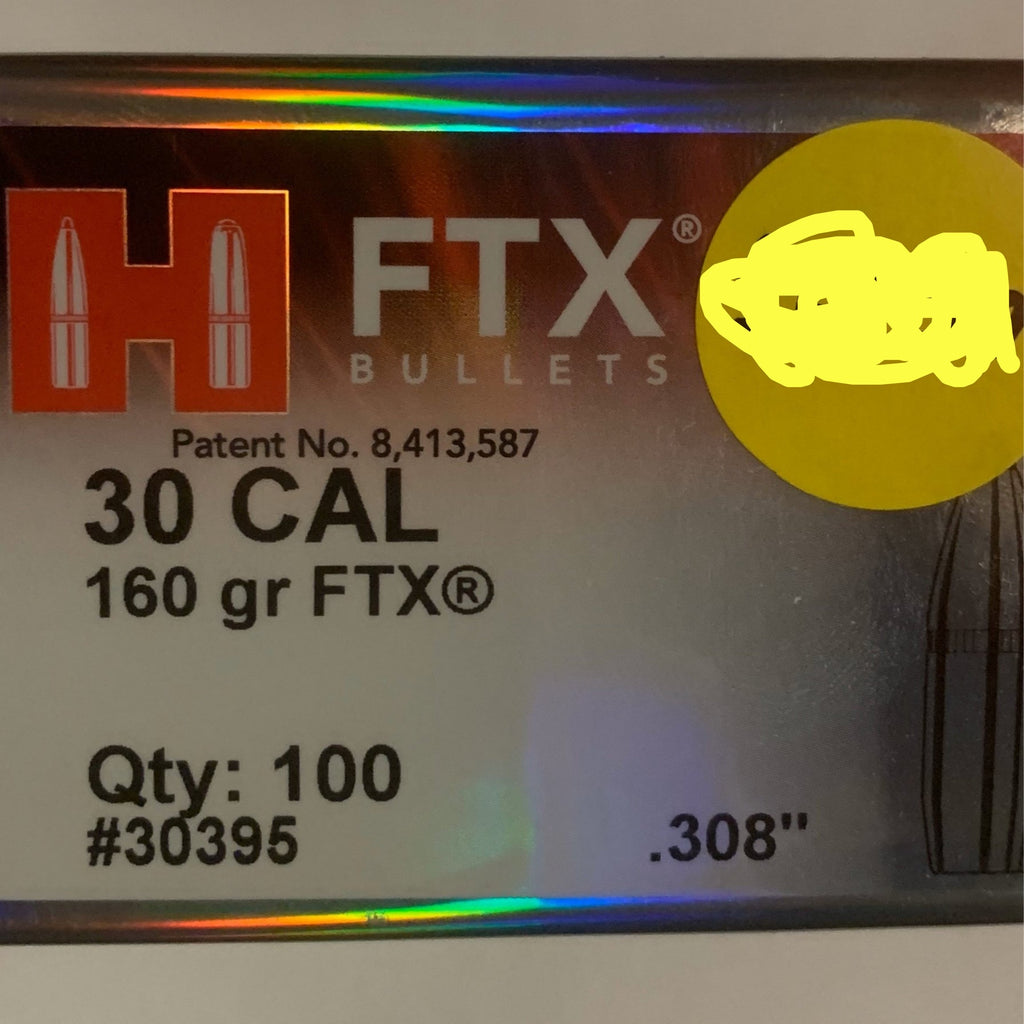 H
FTX®
BULLETS
Patent No. 8,413,587
30 CAL
160 gr FTX®
Qty: 100
#30395
.308"